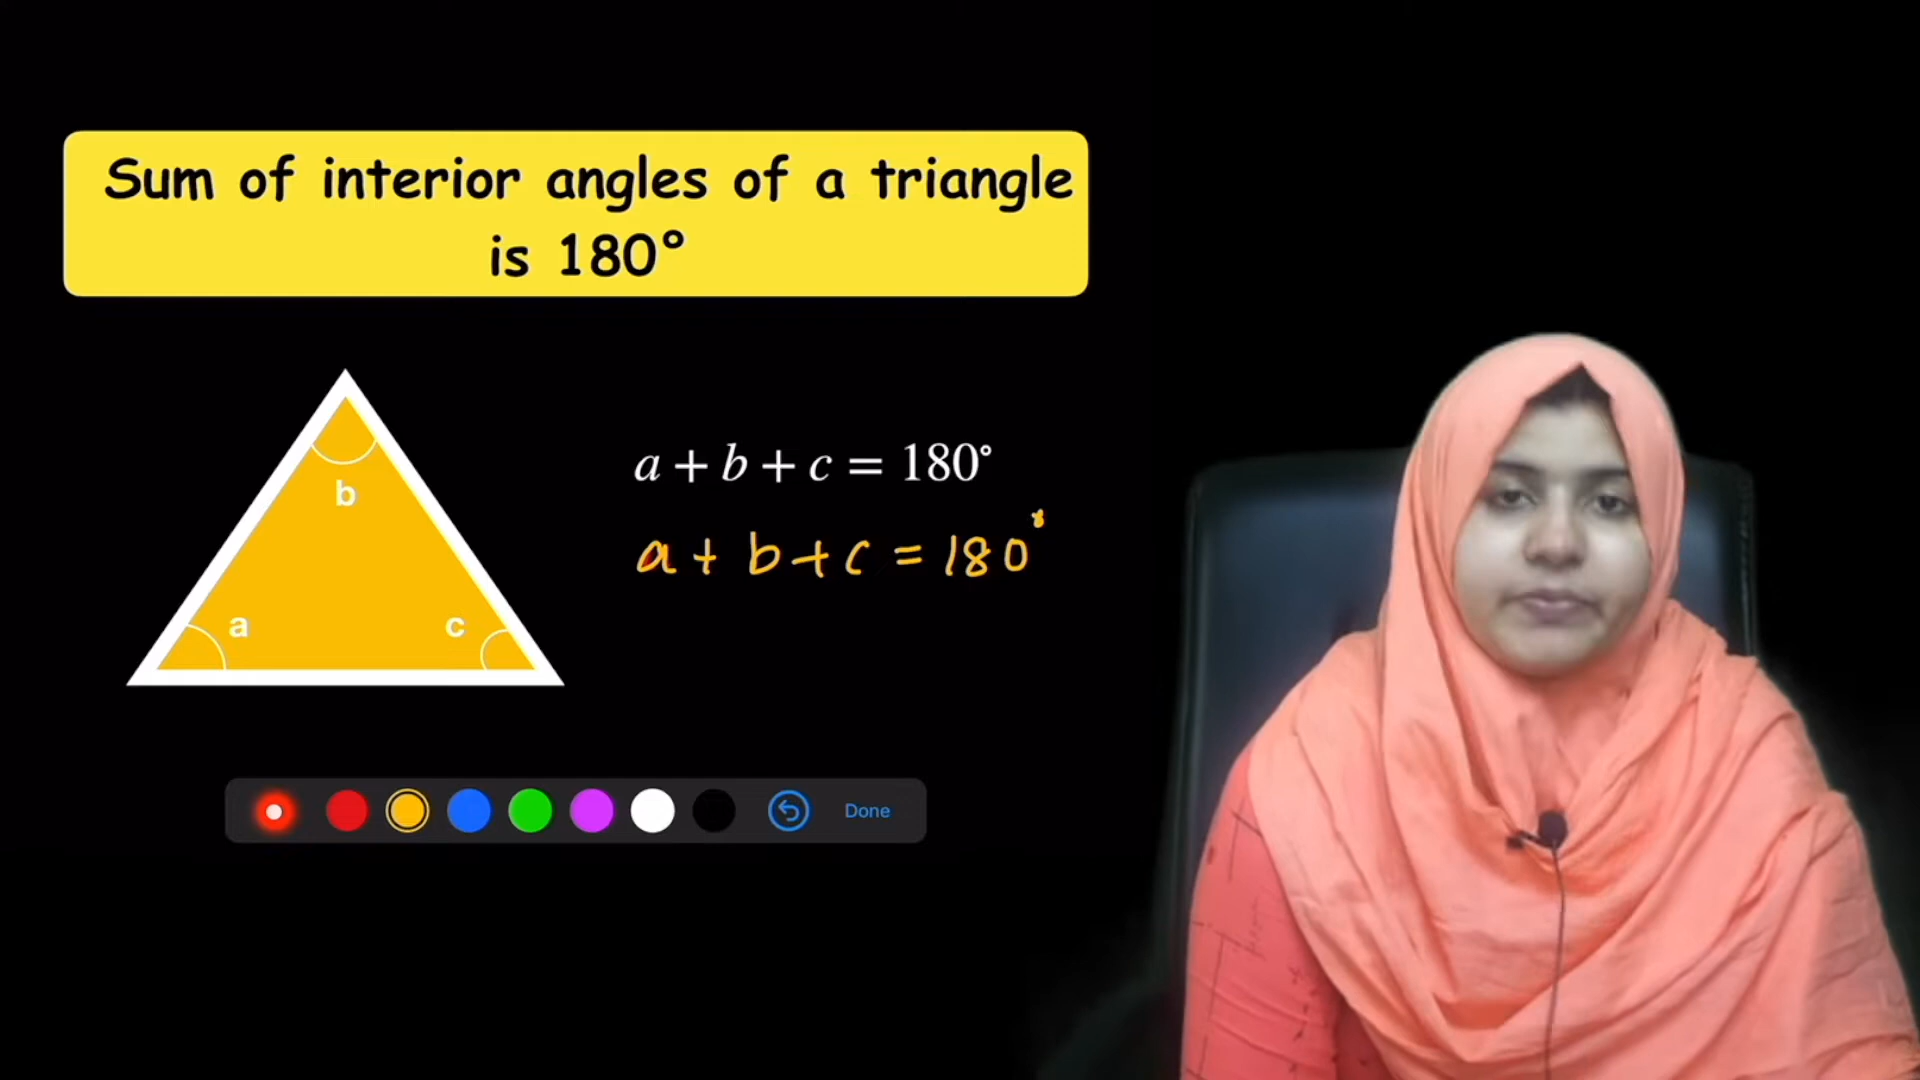 Sum of interior angles of a triangle
is 180°
b
a + b + c = 180°
a + b + c = 180°
a
c
Done